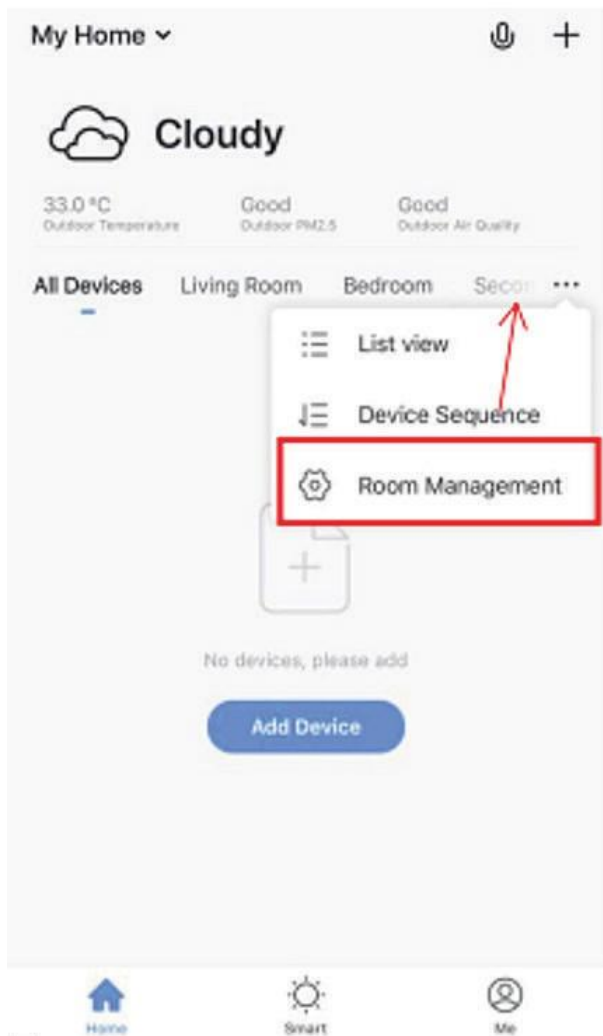 My Home
Cloudy
33.0 °C Good Good
Outdoor Temperature Outdoor PM2.5 Outdoor Air Quality
All Devices Living Room Bedroom Secon ...
List view
Device Sequence
Room Management
No devices, please add
Add Device
Home Smart Me